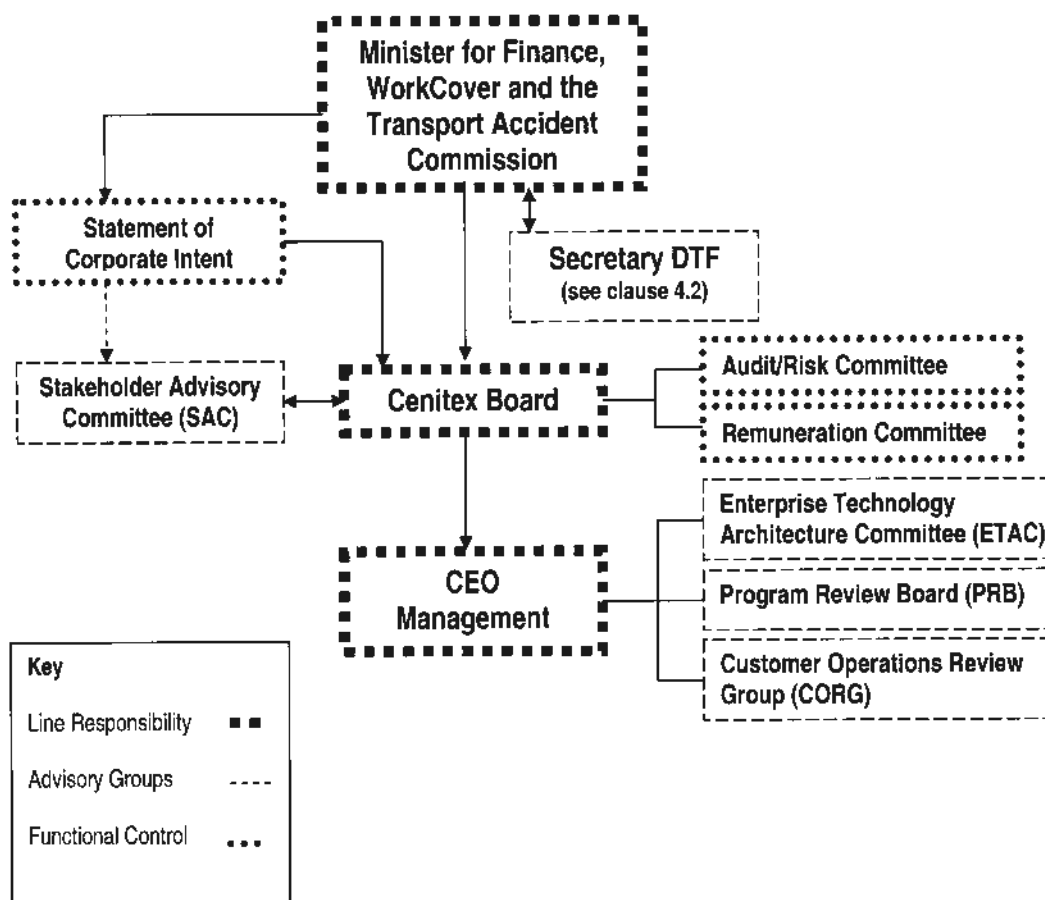 Minister for Finance,
WorkCover and the
Transport Accident
Commission
Statement of
Corporate Intent
Secretary DTF
(see clause 4.2)
Stakeholder Advisory
Committee (SAC)
Cenitex Board
Audit/Risk Committee
Remuneration Committee
Enterprise Technology
Architecture Committee (ETAC)
CEO
Management
Program Review Board (PRB)
Customer Operations Review
Group (CORG)
Key
Line Responsibility
Advisory Groups
Functional Control